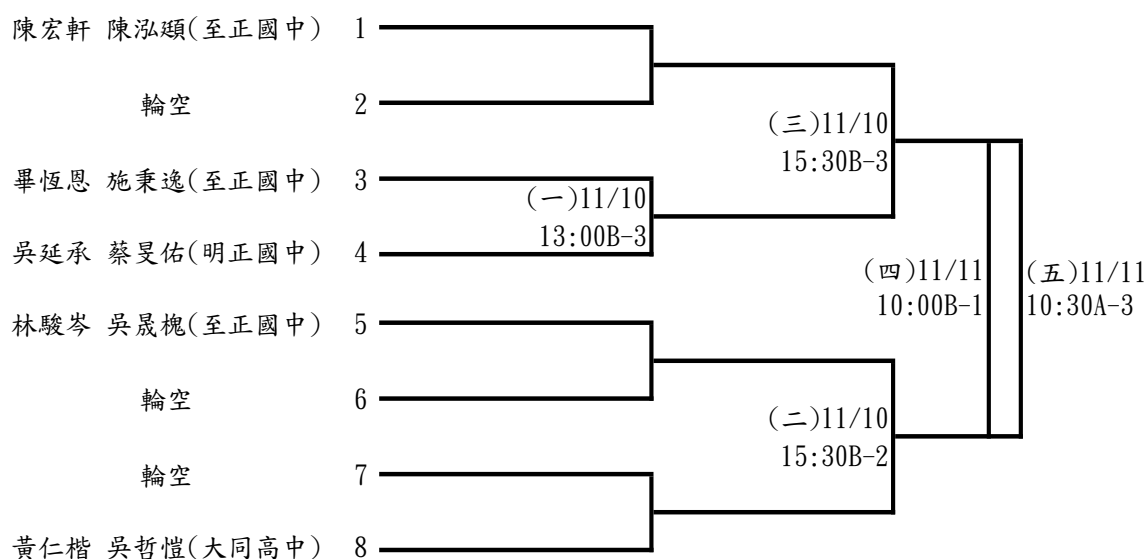 陳宏軒 陳泓頲(至正國中) 1
輪空 2
(三)11/10
15:30B-3
畢恆恩 施秉逸(至正國中) 3
(一)11/10
13:00B-3
吳延承 蔡旻佑(明正國中) 4
(四)11/11
10:00B-1
(五)11/11
10:30A-3
林駿岑 吳晟槐(至正國中) 5
輪空 6
(二)11/10
15:30B-2
輪空 7
黃仁楷 吳哲愷(大同高中) 8